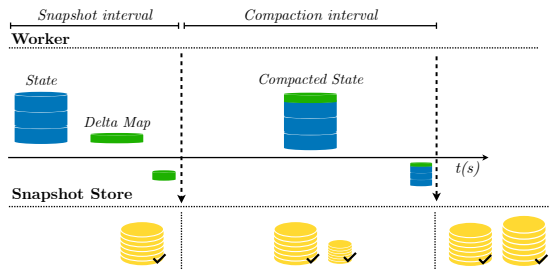 Snapshot interval
Compaction interval
Worker
State
Compacted State
Delta Map
t(s)
Snapshot Store